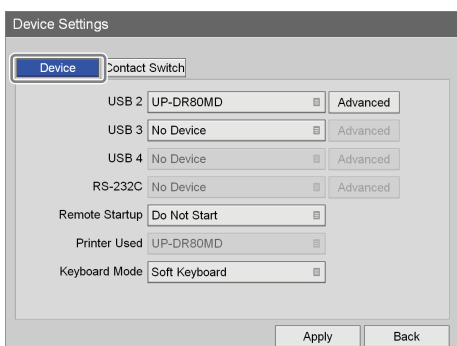 Device Settings
Device Contact Switch
USB 2 UP-DR80MD Advanced
USB 3 No Device Advanced
USB 4 No Device Advanced
RS-232C No Device Advanced
Remote Startup Do Not Start
Printer Used UP-DR80MD
Keyboard Mode Soft Keyboard
Apply Back